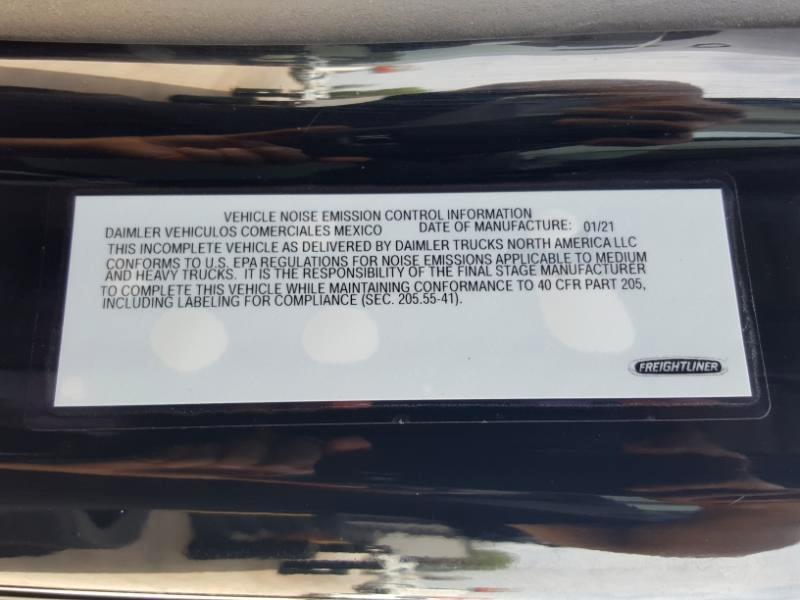 VEHICLE NOISE EMISSION CONTROL INFORMATION
DAIMLER VEHICULOS COMERCIALES MEXICO DATE OF MANUFACTURE: 01/21
THIS INCOMPLETE VEHICLE AS DELIVERED BY DAIMLER TRUCKS NORTH AMERICA LLC
CONFORMS TO U.S. EPA REGULATIONS FOR NOISE EMISSIONS APPLICABLE TO MEDIUM
AND HEAVY TRUCKS. IT IS THE RESPONSIBILITY OF THE FINAL STAGE MANUFACTURER
TO COMPLETE THIS VEHICLE WHILE MAINTAINING CONFORMANCE TO 40 CFR PART 205,
INCLUDING LABELING FOR COMPLIANCE (SEC. 205.55-41).
FREIGHTLINER